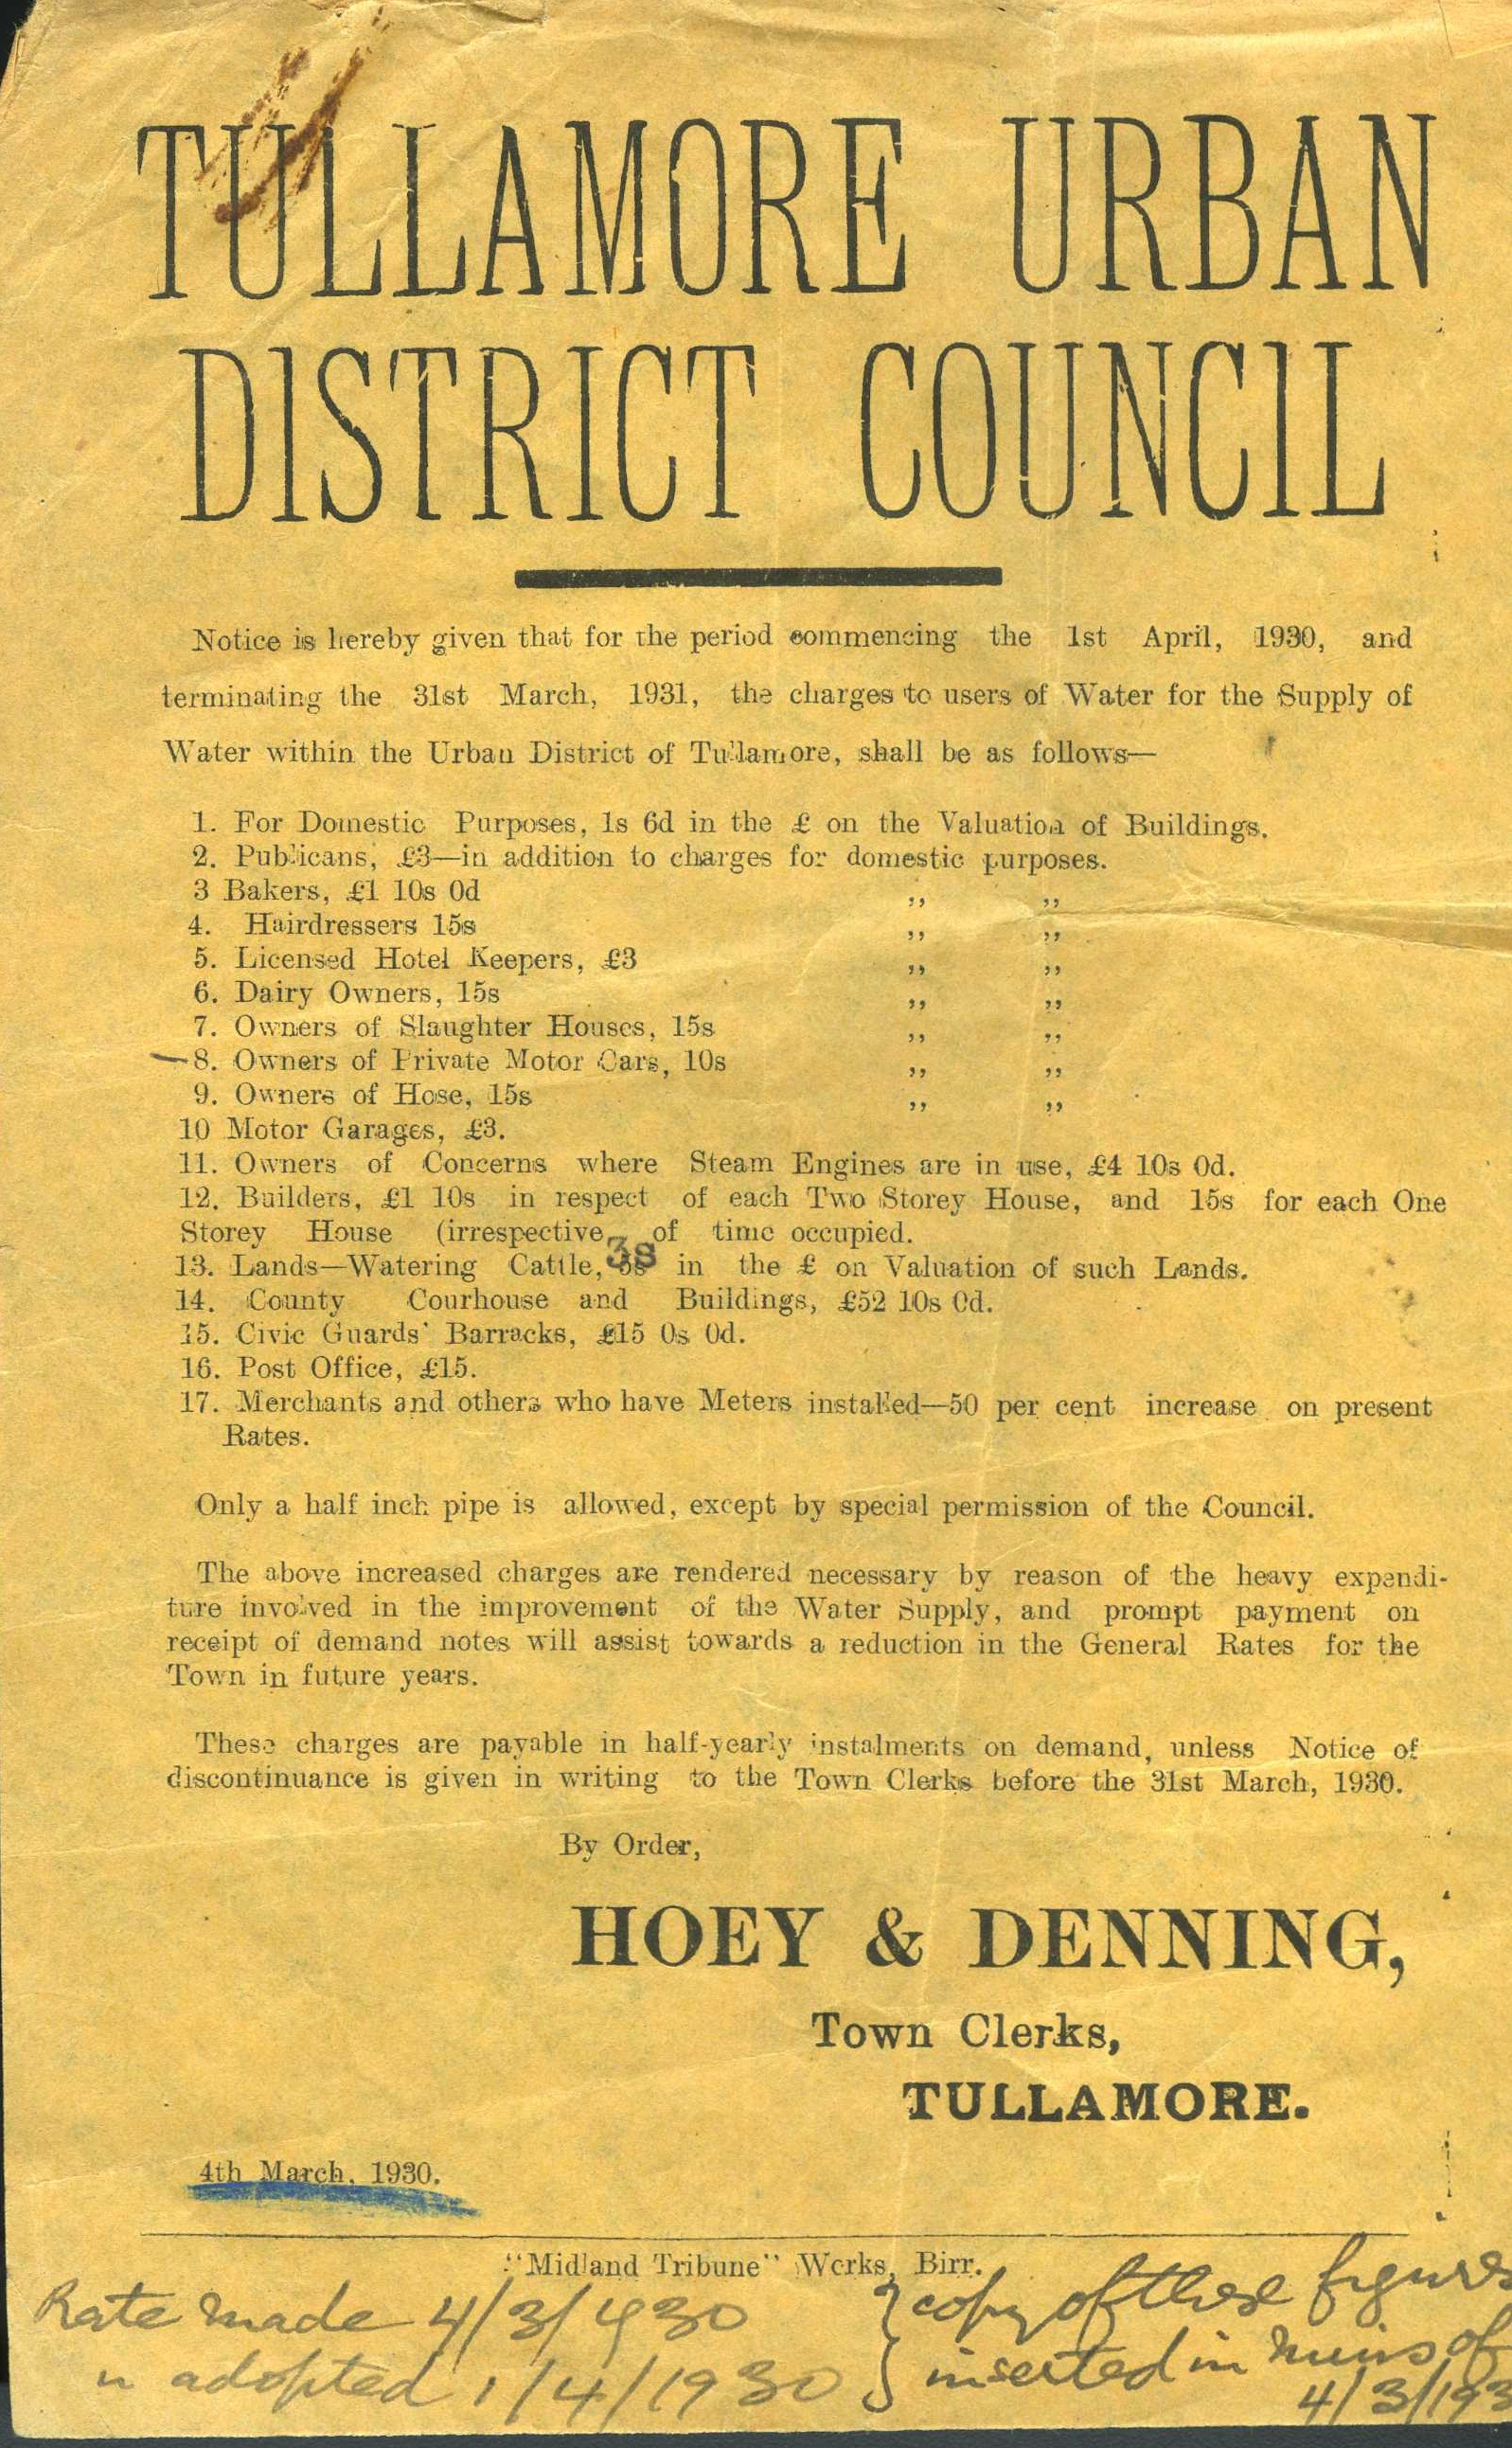 TULLAMORE URBAN
DISTRICT COUNCIL
Notice is hereby given that for the period commencing the 1st April, 1930, and
terminating the 31st March, 1931, the charges to users of Water for the Supply of
Water within the Urban District of Tullamore, shall be as follows—
1. For Domestic Purposes, 1s 6d in the £ on the Valuation of Buildings.
2. Publicans, £3—in addition to charges for domestic purposes.
3 Bakers, £1 10s 0d ,, ,,
4. Hairdressers 15s ,, ,,
5. Licensed Hotel Keepers, £3 ,, ,,
6. Dairy Owners, 15s ,, ,,
7. Owners of Slaughter Houses, 15s ,, ,,
—8. Owners of Private Motor Cars, 10s ,, ,,
9. Owners of Hose, 15s ,, ,,
10 Motor Garages, £3.
11. Owners of Concerns where Steam Engines are in use, £4 10s 0d.
12. Builders, £1 10s in respect of each Two Storey House, and 15s for each One
Storey House (irrespective of time occupied.
13. Lands—Watering Cattle, 3s in the £ on Valuation of such Lands.
14. County Courhouse and Buildings, £52 10s 0d.
15. Civic Guards' Barracks, £15 0s 0d.
16. Post Office, £15.
17. Merchants and others who have Meters installed—50 per cent increase on present
Rates.
Only a half inch pipe is allowed, except by special permission of the Council.
The above increased charges are rendered necessary by reason of the heavy expendi-
ture involved in the improvement of the Water Supply, and prompt payment on
receipt of demand notes will assist towards a reduction in the General Rates for the
Town in future years.
These charges are payable in half-yearly instalments on demand, unless Notice of
discontinuance is given in writing to the Town Clerks before the 31st March, 1930.
By Order,
HOEY & DENNING,
Town Clerks,
TULLAMORE.
4th March, 1930.
"Midland Tribune" Works, Birr.
Rate made 4/3/1930
" adopted 1/4/1930
copy of these figures
inserted in mins of
4/3/193